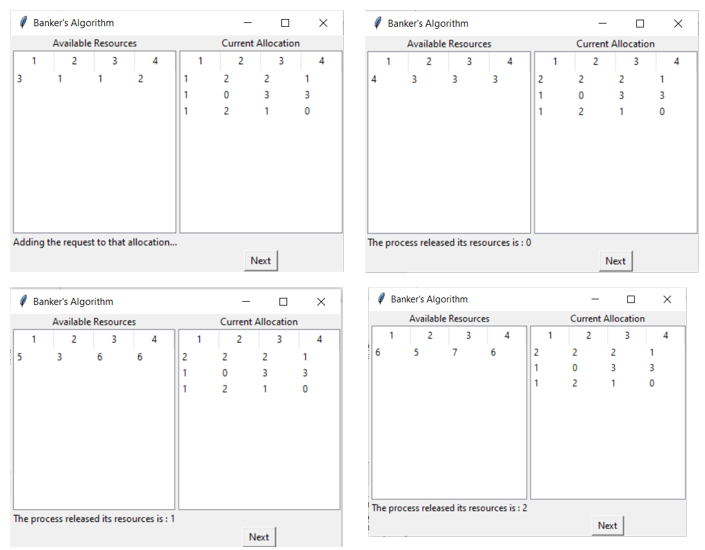 Banker's Algorithm
Available Resources Current Allocation
1 2 3 4 1 2 3 4
3 1 1 2 1 2 2 1
1 0 3 3
1 2 1 0
Adding the request to that allocation...
Next
Banker's Algorithm
Available Resources Current Allocation
1 2 3 4 1 2 3 4
4 3 3 3 2 2 2 1
1 0 3 3
1 2 1 0
The process released its resources is : 0
Next
Banker's Algorithm
Available Resources Current Allocation
1 2 3 4 1 2 3 4
5 3 6 6 2 2 2 1
1 0 3 3
1 2 1 0
The process released its resources is : 1
Next
Banker's Algorithm
Available Resources Current Allocation
1 2 3 4 1 2 3 4
6 5 7 6 2 2 2 1
1 0 3 3
1 2 1 0
The process released its resources is : 2
Next